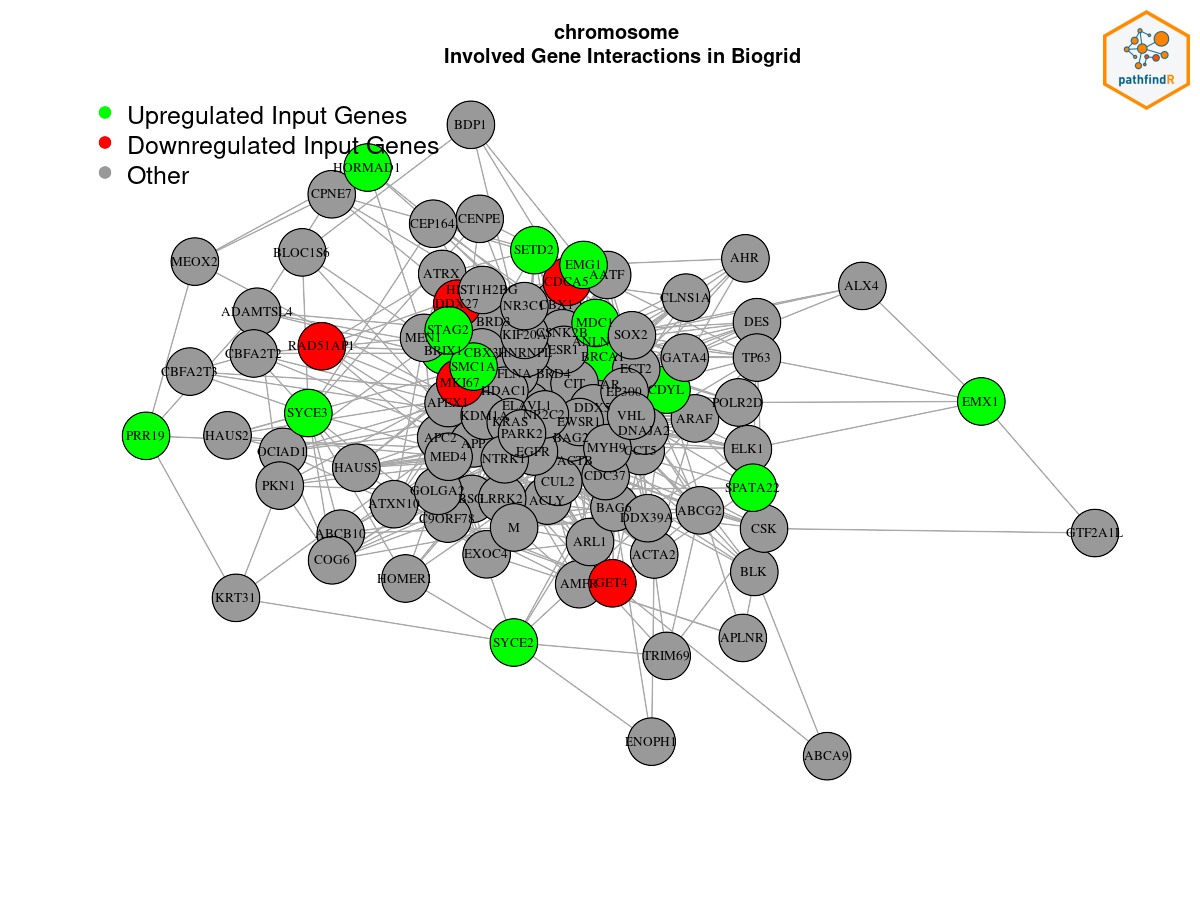 chromosome
Involved Gene Interactions in Biogrid
pathfindR
Upregulated Input Genes
Downregulated Input Genes
Other
BDP1
HORMAD1
CPNE7
CEP164
CENPE
MEOX2
BLOC1S6
SETD2
EMG1
AATF
CDCA5
AHR
ATRX
HIST1H2BG
DDX27
NR3C1
CBX1
CLNS1A
ALX4
ADAMTSL4
BRD3
MDC1
DES
STAG2
MEN1
KIF20A
CSNK2B
SOX2
ANLN
RAD51AP1
CBFA2T2
BRIX1
CBX3
HNRNPL
ESR1
BRCA1
GATA4
TP63
CBFA2T3
SMC1A
FLNA
BRD4
ECT2
MKI67
HDAC1
CIT
AR
EP300
CDYL
APEX1
ELAVL1
DDX5
POLR2D
EMX1
SYCE3
KDM1A
KRAS
NR2C2
EWSR1
VHL
ARAF
PRR19
HAUS2
APC2
APP
PARK2
BAG2
DNAJA2
OCIAD1
MED4
EGFR
MYH9
CCT5
ELK1
HAUS5
NTRK1
ACTB
CDC37
PKN1
GOLGA2
CUL2
SPATA22
ATXN10
LRRK2
ACLY
BAG6
ABCG2
C9ORF78
M
DDX39A
CSK
GTF2A1L
ABCB10
COG6
EXOC4
ARL1
ACTA2
HOMER1
AMFR
GET4
BLK
KRT31
SYCE2
TRIM69
APLNR
ENOPH1
ABCA9